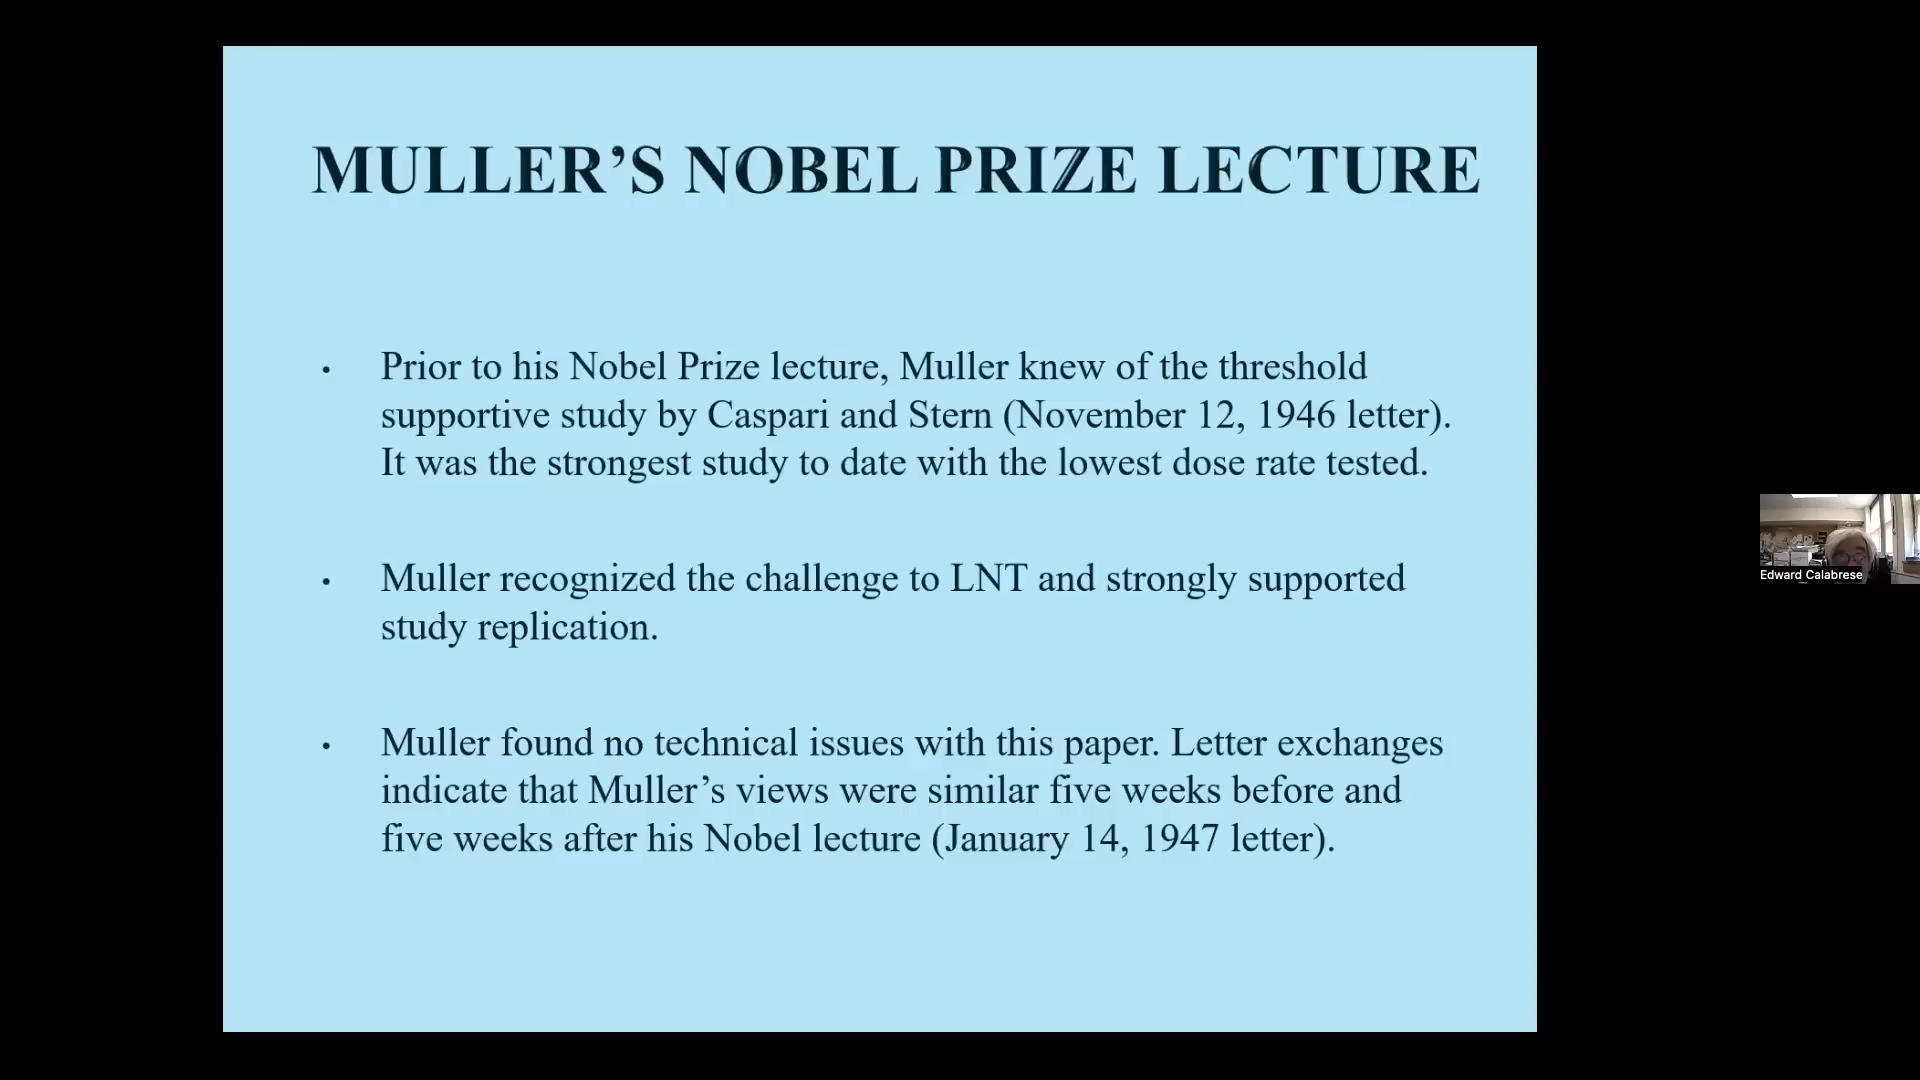 MULLER’S NOBEL PRIZE LECTURE
• Prior to his Nobel Prize lecture, Muller knew of the threshold
supportive study by Caspari and Stern (November 12, 1946 letter).
It was the strongest study to date with the lowest dose rate tested.
• Muller recognized the challenge to LNT and strongly supported
study replication.
• Muller found no technical issues with this paper. Letter exchanges
indicate that Muller’s views were similar five weeks before and
five weeks after his Nobel lecture (January 14, 1947 letter).
Edward Calabrese